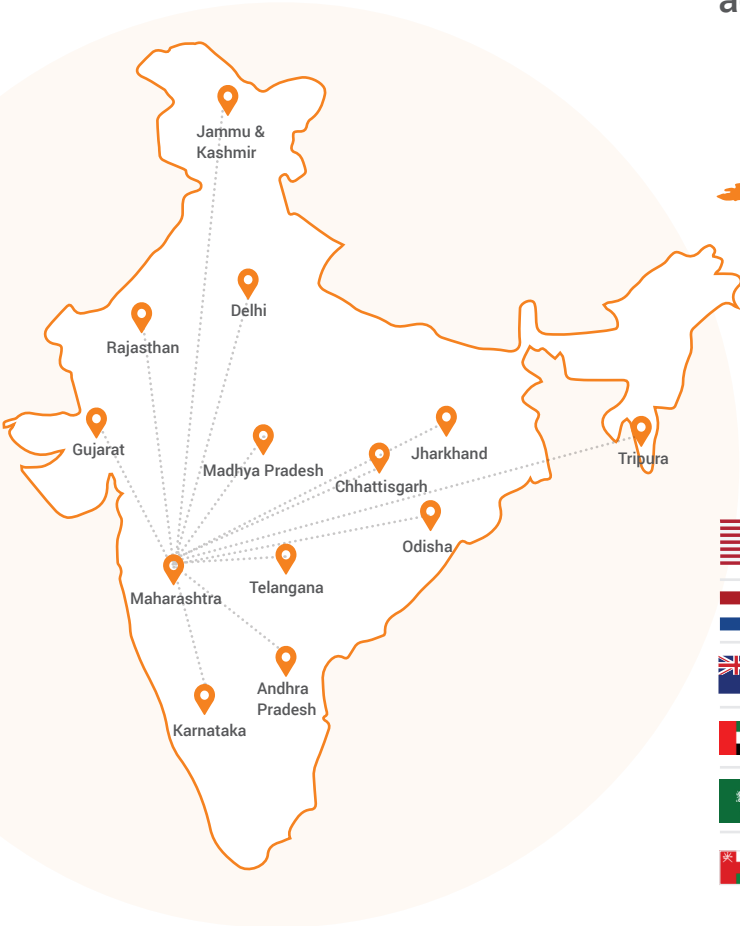 a
Jammu &
Kashmir
Delhi
Rajasthan
Gujarat
Madhya Pradesh
Jharkhand
Chhattisgarh
Tripura
Odisha
Telangana
Maharashtra
Andhra
Pradesh
Karnataka